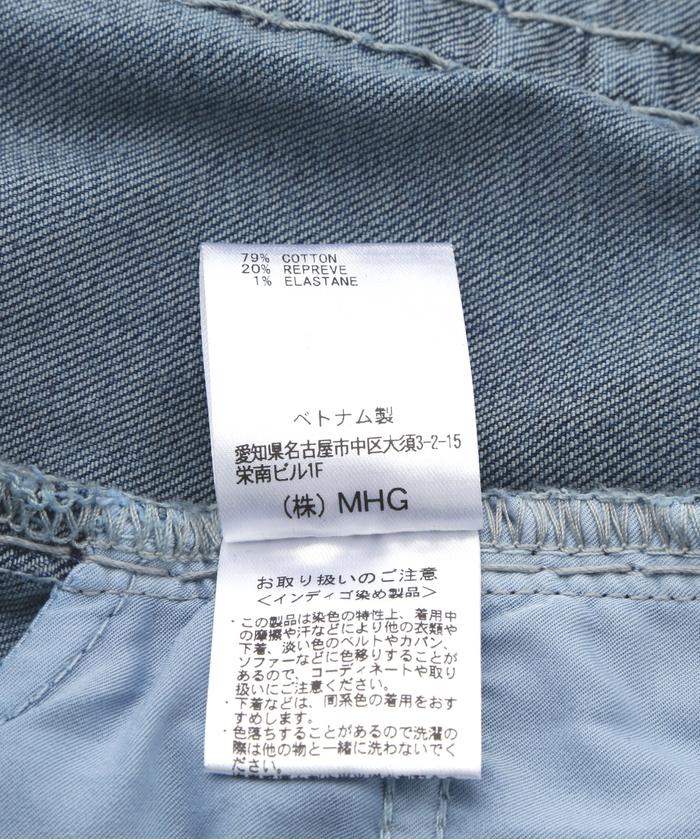 79% COTTON
20% REPREVE
1% ELASTANE
ベトナム製
愛知県名古屋市中区大須3-2-15
栄南ビル1F
(株) MHG
お取り扱いのご注意
<インディゴ染め製品>
・この製品は染色の特性上、着用中
の摩擦や汗などにより他の衣類や
下着、淡い色のベルトやカバン、
ソファーなどに色移りすることが
あるので、コーディネートや取り
扱いにご注意ください。
・下着などは、同系色の着用をおす
すめします。
・色落ちすることがあるので洗濯の
際は他の物と一緒に洗わないでく
ださい。